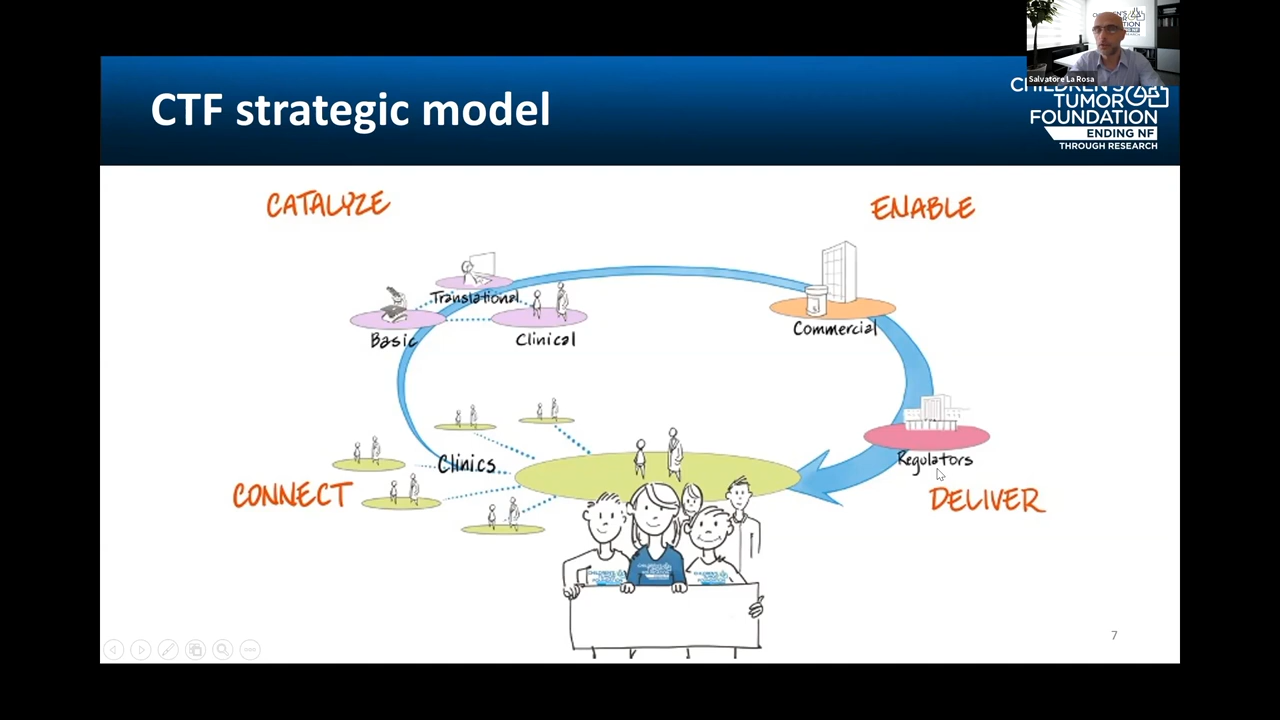 CTF strategic model
Salvatore La Rosa
CHILDREN'S
TUMOR
FOUNDATION
ENDING NF
THROUGH RESEARCH
CATALYZE
ENABLE
Translational
Basic
Clinical
Commercial
Clinics
Regulators
CONNECT
DELIVER
7